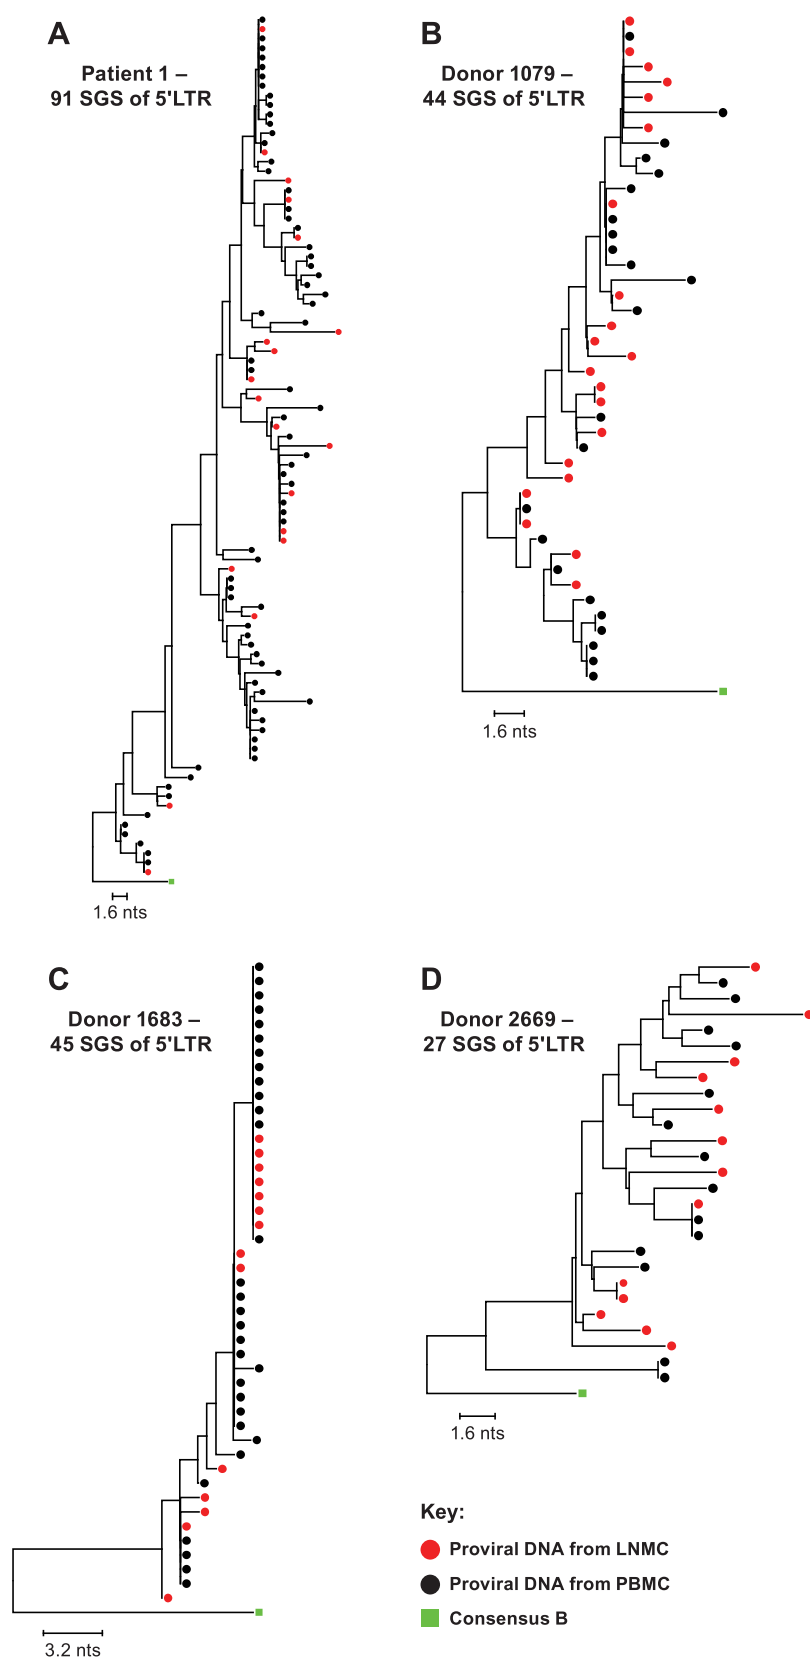 A
Patient 1 –
91 SGS of 5'LTR
1.6 nts
B
Donor 1079 –
44 SGS of 5'LTR
1.6 nts
C
Donor 1683 –
45 SGS of 5'LTR
3.2 nts
D
Donor 2669 –
27 SGS of 5'LTR
1.6 nts
Key:
Proviral DNA from LNMC
Proviral DNA from PBMC
Consensus B